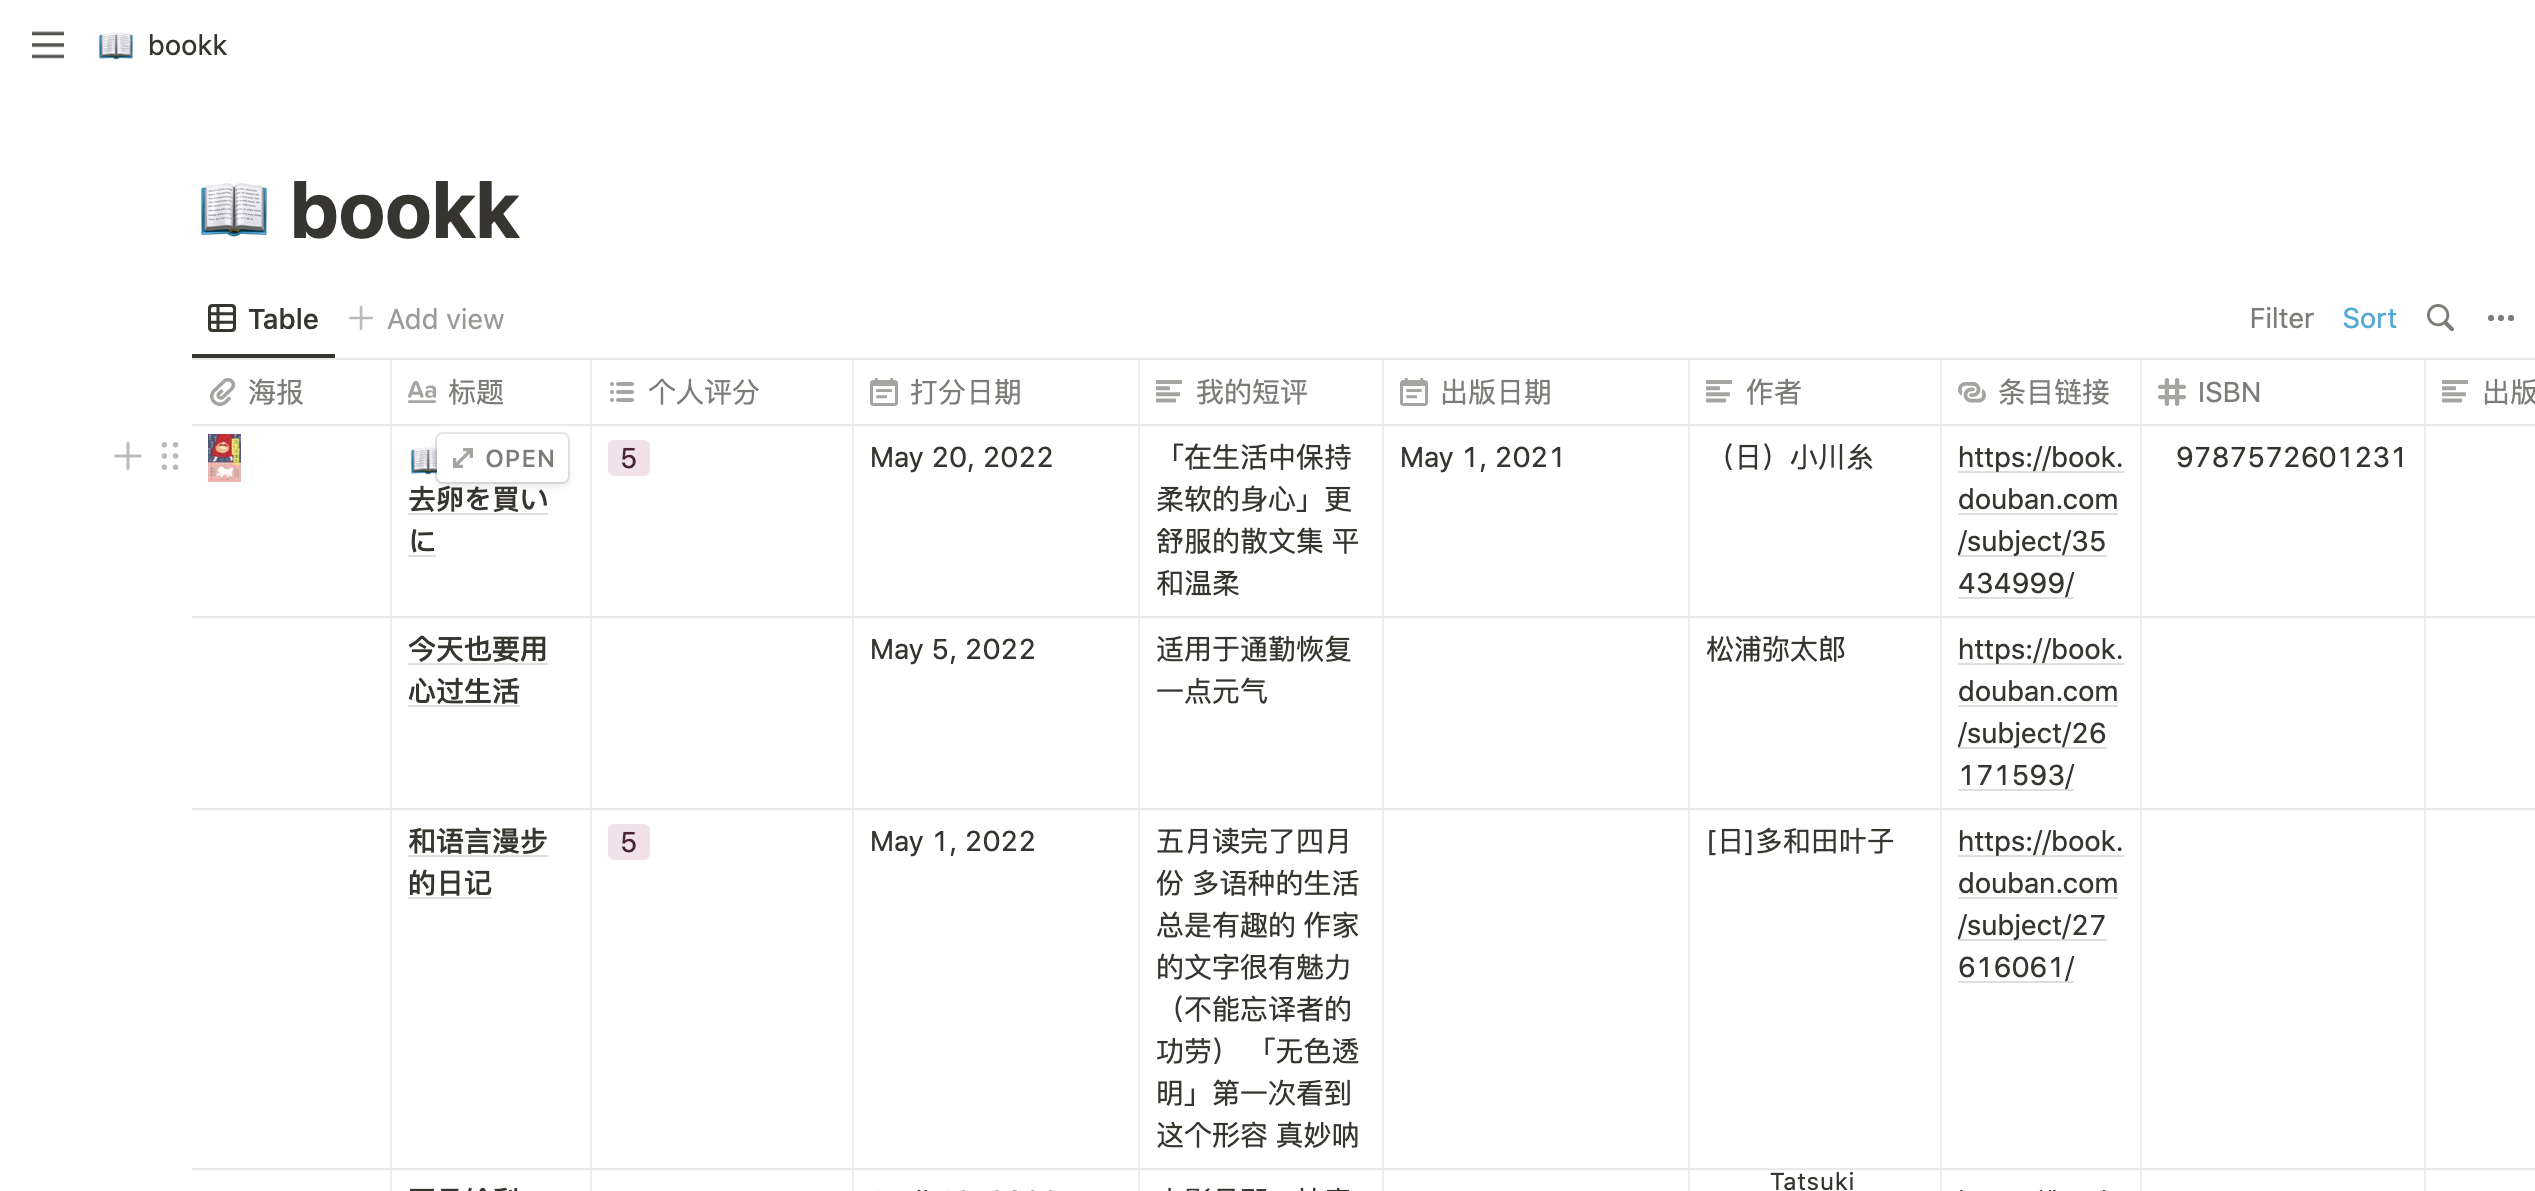 bookk
bookk
Table
Add view
Filter
Sort
海报
Aa 标题
个人评分
打分日期
我的短评
出版日期
作者
条目链接
ISBN
出版
OPEN
去卵を買い
に
5
May 20, 2022
「在生活中保持
柔软的身心」更
舒服的散文集 平
和温柔
May 1, 2021
（日）小川糸
https://book.
douban.com
/subject/35
434999/
9787572601231
今天也要用
心过生活
May 5, 2022
适用于通勤恢复
一点元气
松浦弥太郎
https://book.
douban.com
/subject/26
171593/
和语言漫步
的日记
5
May 1, 2022
五月读完了四月
份 多语种的生活
总是有趣的 作家
的文字很有魅力
（不能忘译者的
功劳） 「无色透
明」第一次看到
这个形容 真妙呐
[日]多和田叶子
https://book.
douban.com
/subject/27
616061/
Tatsuki